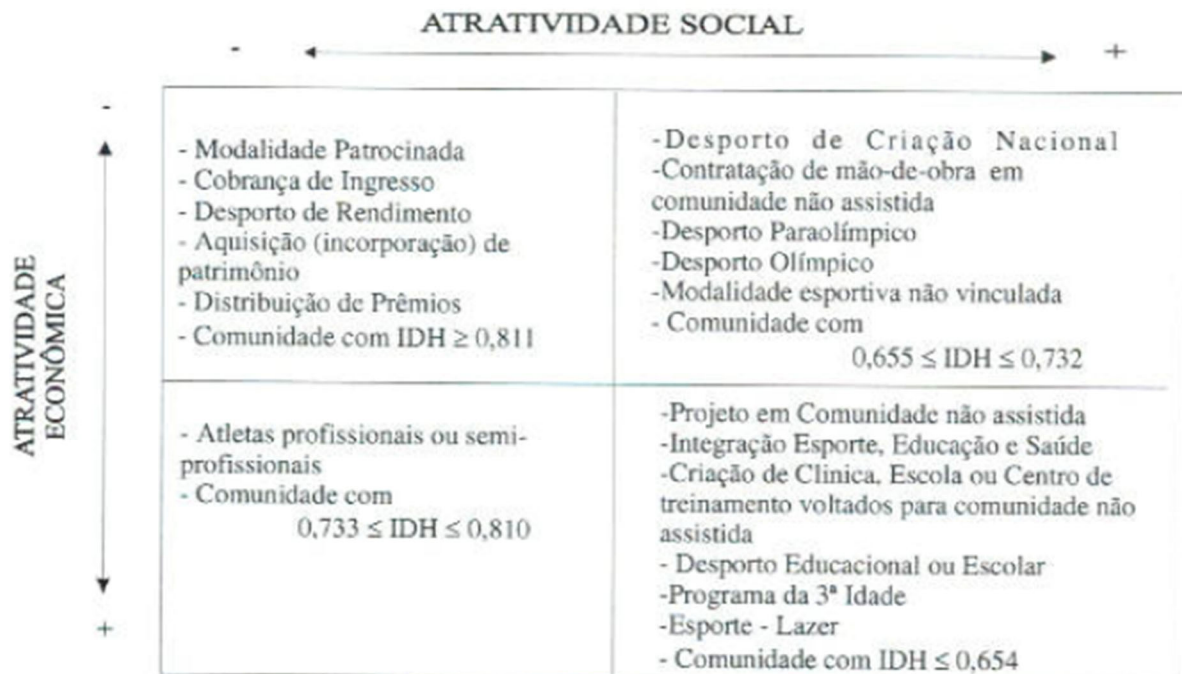 ATRATIVIDADE SOCIAL
- +
-
ATRATIVIDADE
ECONÔMICA
+
- Modalidade Patrocinada
- Cobrança de Ingresso
- Desporto de Rendimento
- Aquisição (incorporação) de
patrimônio
- Distribuição de Prêmios
- Comunidade com IDH ≥ 0,811
-Desporto de Criação Nacional
-Contratação de mão-de-obra em
comunidade não assistida
-Desporto Paraolímpico
-Desporto Olímpico
-Modalidade esportiva não vinculada
- Comunidade com
0,655 ≤ IDH ≤ 0,732
- Atletas profissionais ou semi-
profissionais
- Comunidade com
0,733 ≤ IDH ≤ 0,810
-Projeto em Comunidade não assistida
-Integração Esporte, Educação e Saúde
-Criação de Clinica, Escola ou Centro de
treinamento voltados para comunidade não
assistida
- Desporto Educacional ou Escolar
-Programa da 3ª Idade
-Esporte - Lazer
- Comunidade com IDH ≤ 0,654